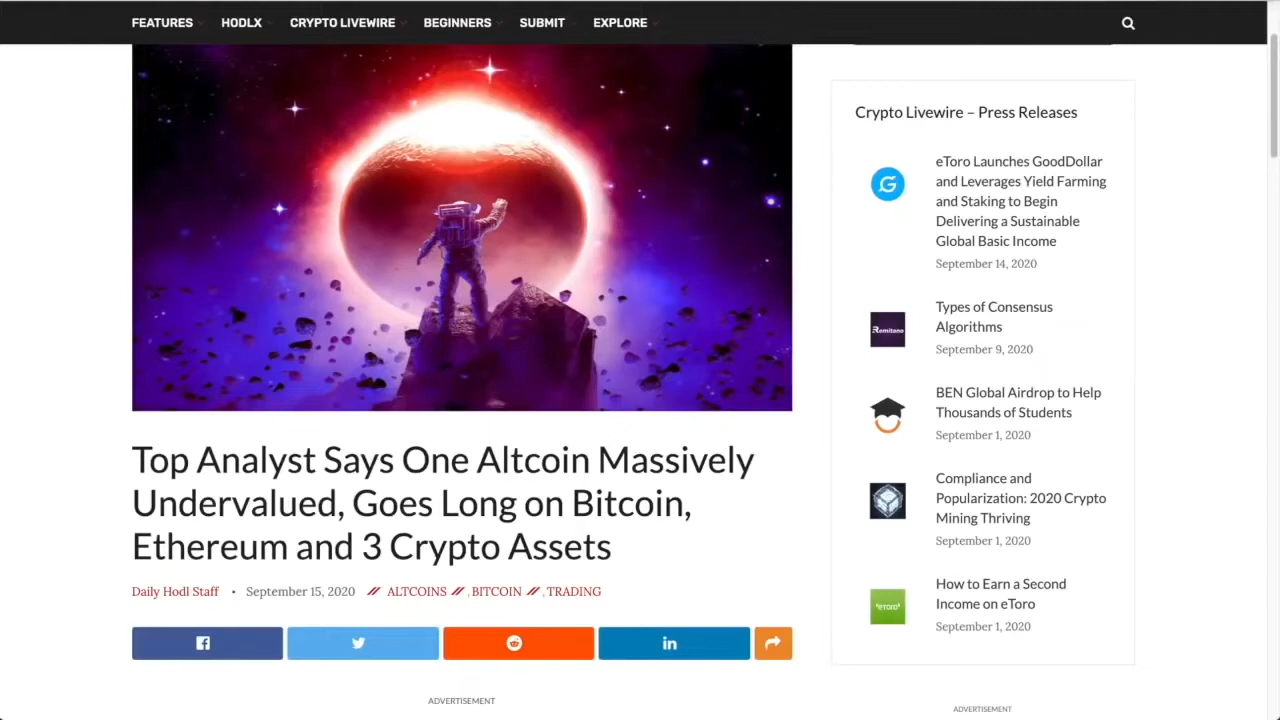 FEATURES HODLX CRYPTO LIVEWIRE BEGINNERS SUBMIT EXPLORE
Top Analyst Says One Altcoin Massively
Undervalued, Goes Long on Bitcoin,
Ethereum and 3 Crypto Assets
Daily Hodl Staff • September 15, 2020 // ALTCOINS // , BITCOIN // , TRADING
in
ADVERTISEMENT
Crypto Livewire – Press Releases
G
eToro Launches GoodDollar
and Leverages Yield Farming
and Staking to Begin
Delivering a Sustainable
Global Basic Income
September 14, 2020
Remitano
Types of Consensus
Algorithms
September 9, 2020
BEN Global Airdrop to Help
Thousands of Students
September 1, 2020
Compliance and
Popularization: 2020 Crypto
Mining Thriving
September 1, 2020
eToro
How to Earn a Second
Income on eToro
September 1, 2020
ADVERTISEMENT